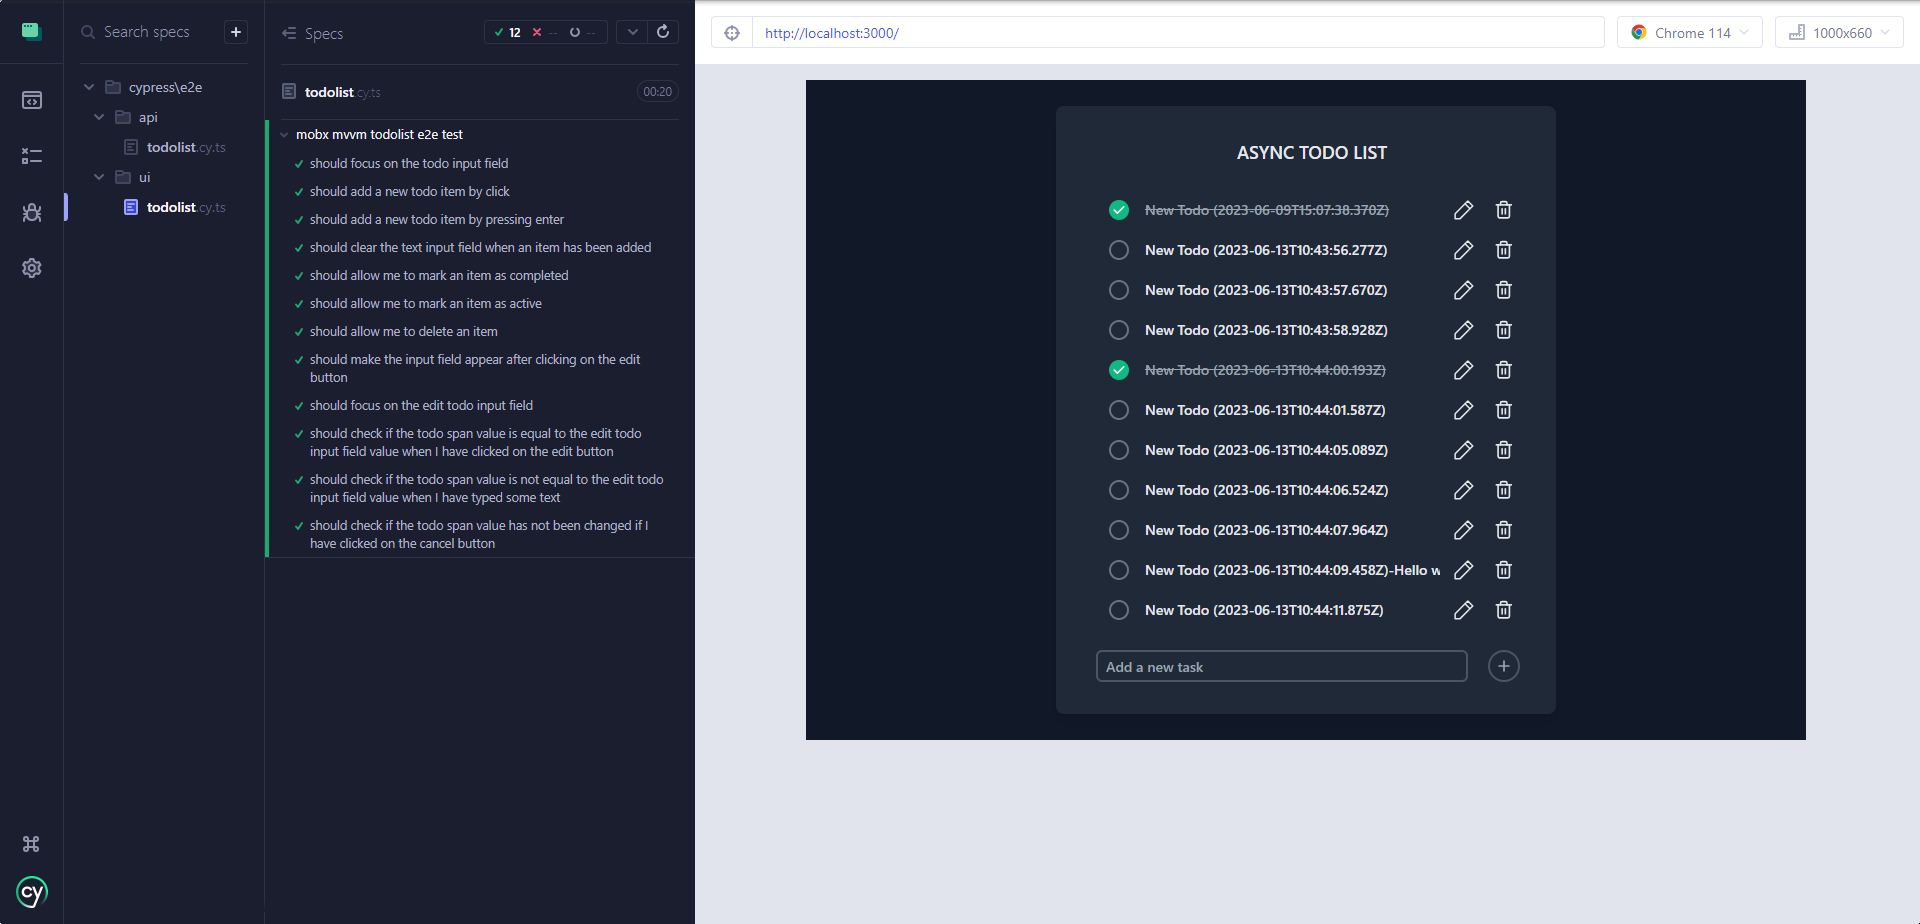 Search specs
+
cypress\e2e
api
todolist.cy.ts
ui
todolist.cy.ts
cy
Specs
12 -- --
todolist.cy.ts
00:20
mobx mvvm todolist e2e test
should focus on the todo input field
should add a new todo item by click
should add a new todo item by pressing enter
should clear the text input field when an item has been added
should allow me to mark an item as completed
should allow me to mark an item as active
should allow me to delete an item
should make the input field appear after clicking on the edit
button
should focus on the edit todo input field
should check if the todo span value is equal to the edit todo
input field value when I have clicked on the edit button
should check if the todo span value is not equal to the edit todo
input field value when I have typed some text
should check if the todo span value has not been changed if I
have clicked on the cancel button
http://localhost:3000/
Chrome 114
1000x660
ASYNC TODO LIST
New Todo (2023-06-09T15:07:38.370Z)
New Todo (2023-06-13T10:43:56.277Z)
New Todo (2023-06-13T10:43:57.670Z)
New Todo (2023-06-13T10:43:58.928Z)
New Todo (2023-06-13T10:44:00.193Z)
New Todo (2023-06-13T10:44:01.587Z)
New Todo (2023-06-13T10:44:05.089Z)
New Todo (2023-06-13T10:44:06.524Z)
New Todo (2023-06-13T10:44:07.964Z)
New Todo (2023-06-13T10:44:09.458Z)-Hello w
New Todo (2023-06-13T10:44:11.875Z)
Add a new task